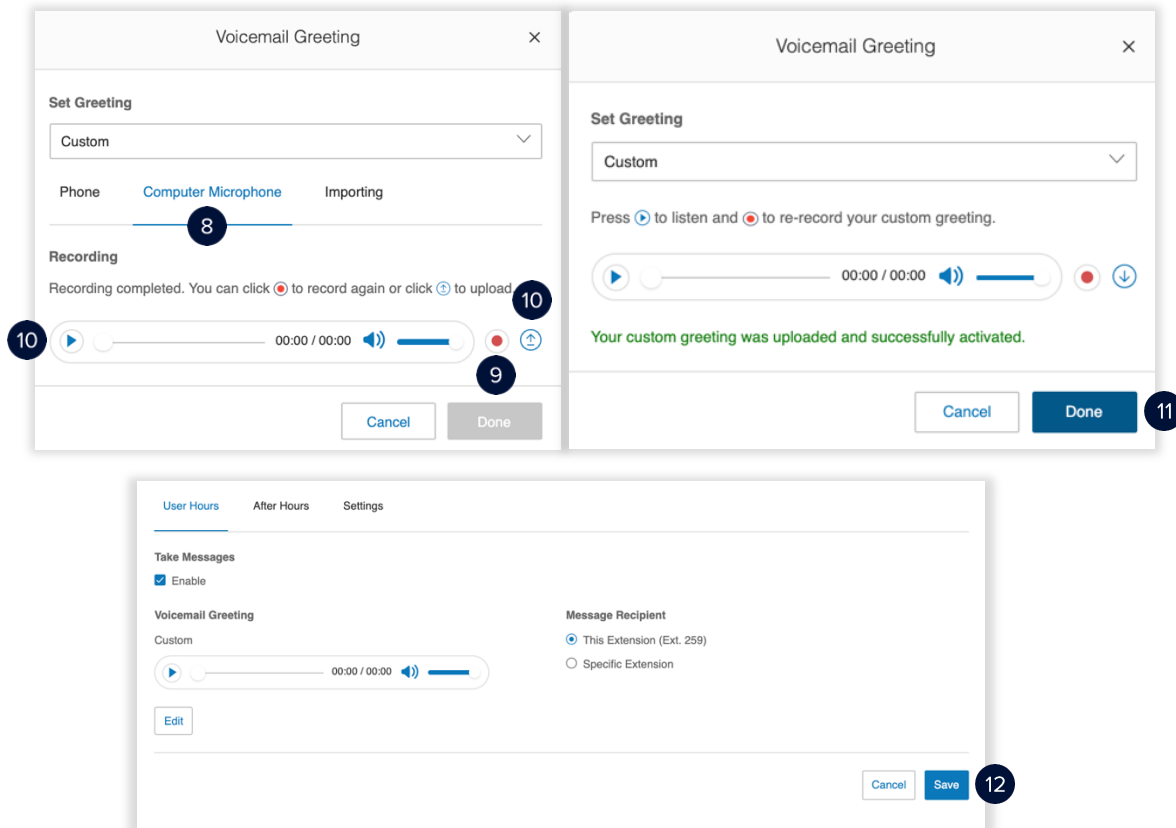 Voicemail Greeting
Set Greeting
Custom
Phone Computer Microphone Importing
8
Recording
Recording completed. You can click to record again or click to upload.
10
10
00:00 / 00:00
9
Cancel Done
Voicemail Greeting
Set Greeting
Custom
Press to listen and to re-record your custom greeting.
00:00 / 00:00
Your custom greeting was uploaded and successfully activated.
Cancel Done
11
User Hours After Hours Settings
Take Messages
Enable
Voicemail Greeting
Custom
00:00 / 00:00
Edit
Message Recipient
This Extension (Ext. 259)
Specific Extension
Cancel Save
12